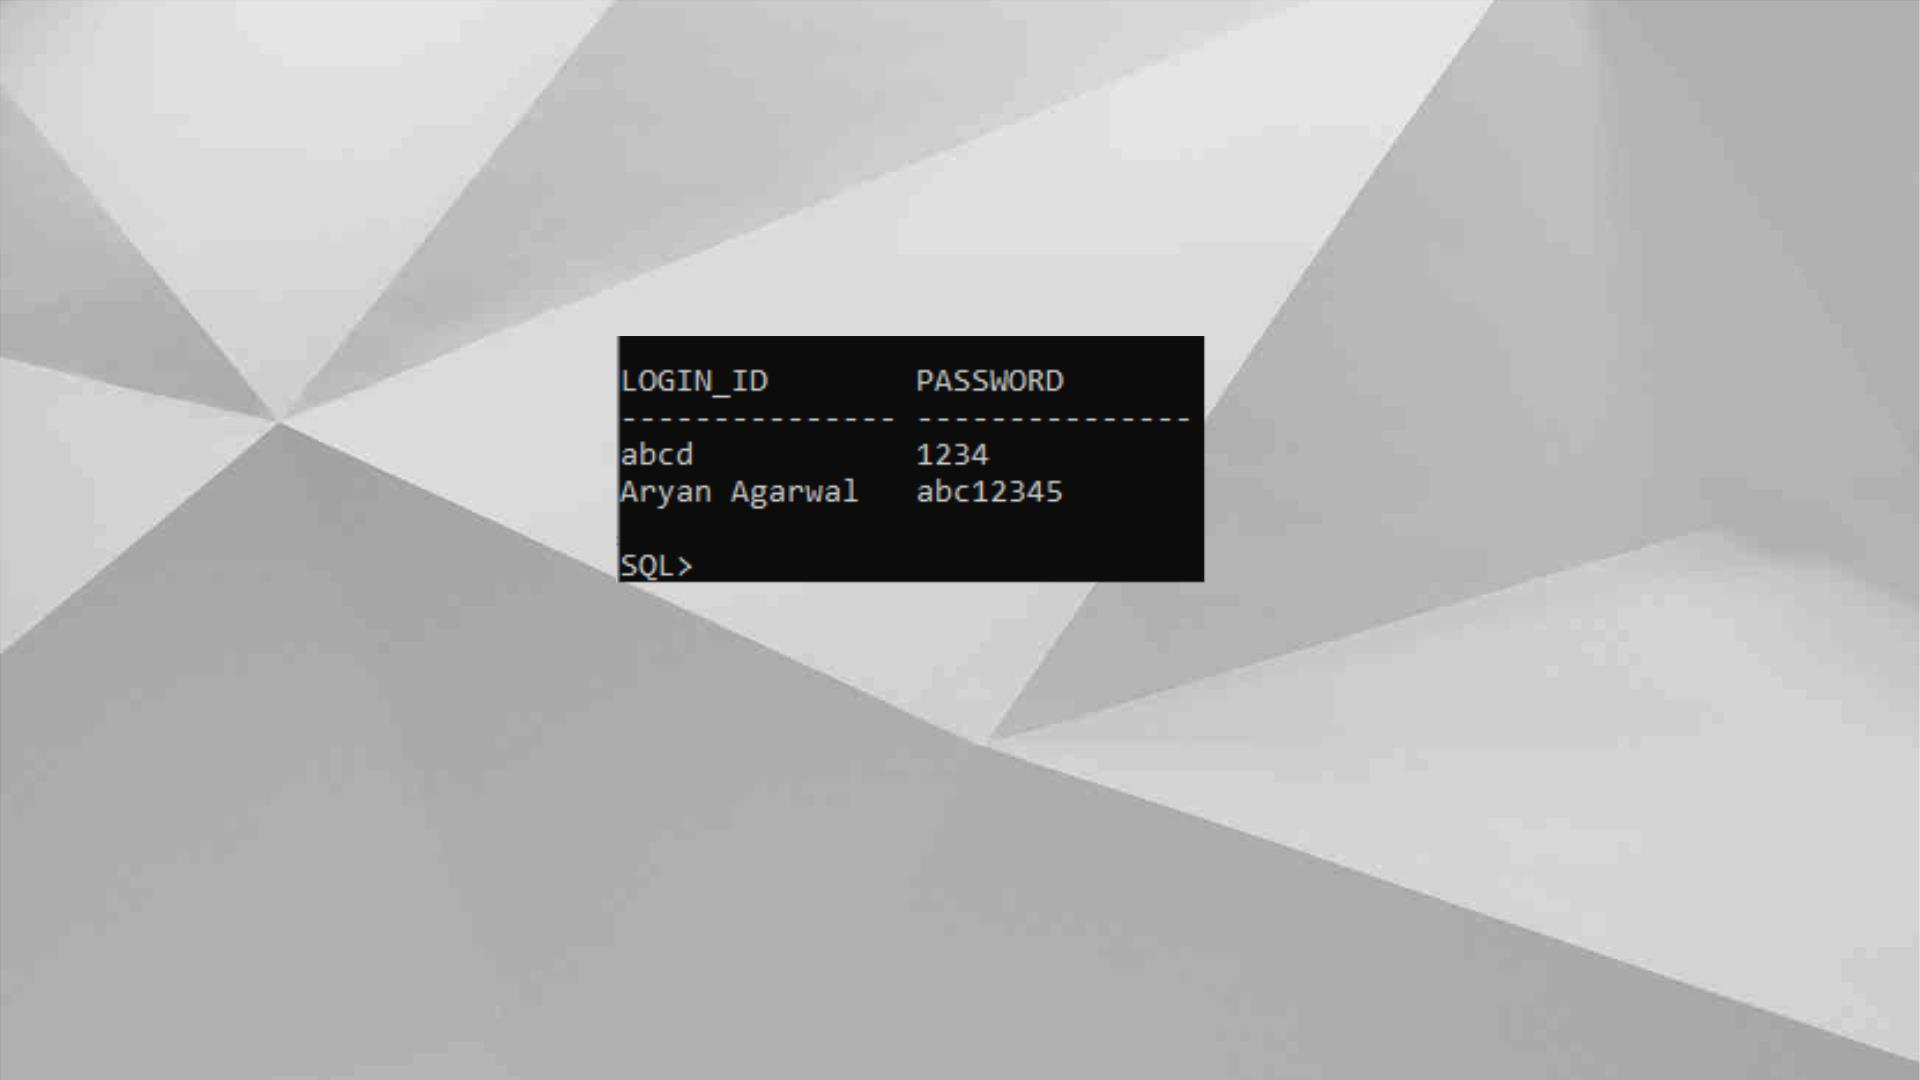 LOGIN_ID        PASSWORD
--------------- ---------------
abcd            1234
Aryan Agarwal   abc12345
SQL>